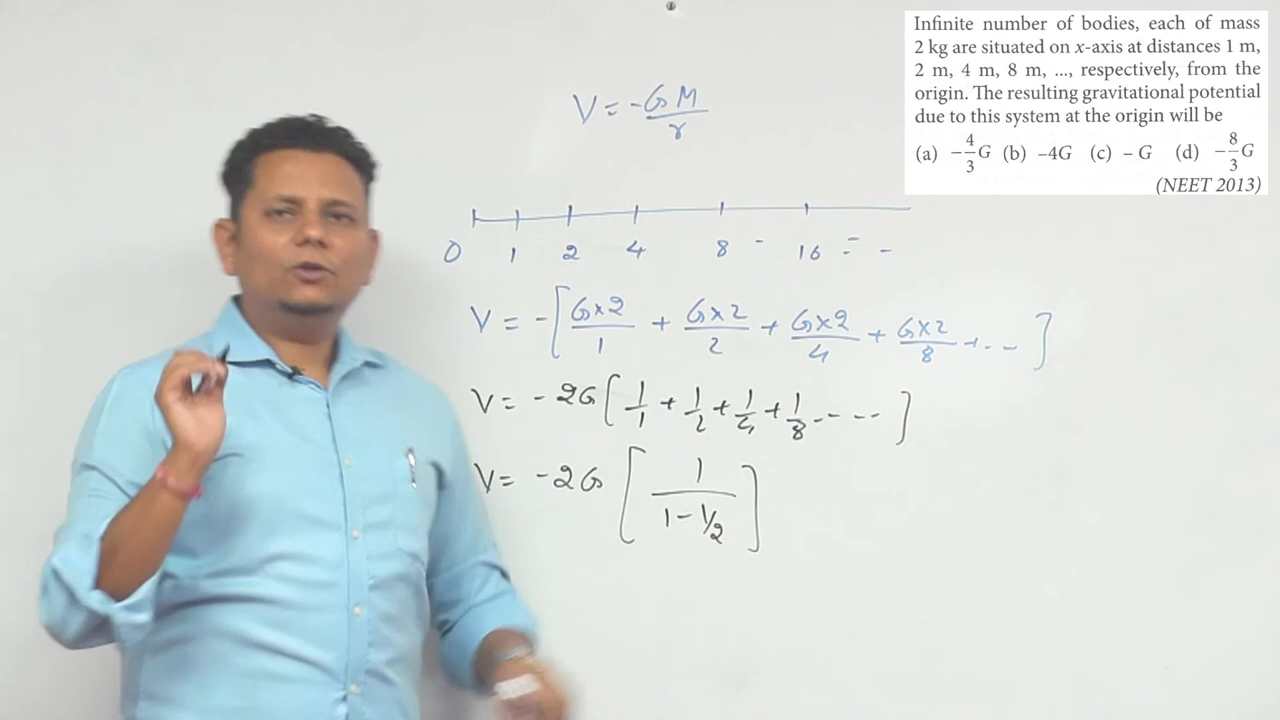 Infinite number of bodies, each of mass
2 kg are situated on x-axis at distances 1 m,
2 m, 4 m, 8 m, ..., respectively, from the
origin. The resulting gravitational potential
due to this system at the origin will be
(a) -4/3 G (b) -4G (c) - G (d) -8/3 G
(NEET 2013)
V = -GM/r
0 1 2 4 8 - 16 = -
V = -[G×2/1 + G×2/2 + G×2/4 + G×2/8 + ...]
V = -2G[1/1 + 1/2 + 1/4 + 1/8 ----]
V = -2G[1/(1-1/2)]